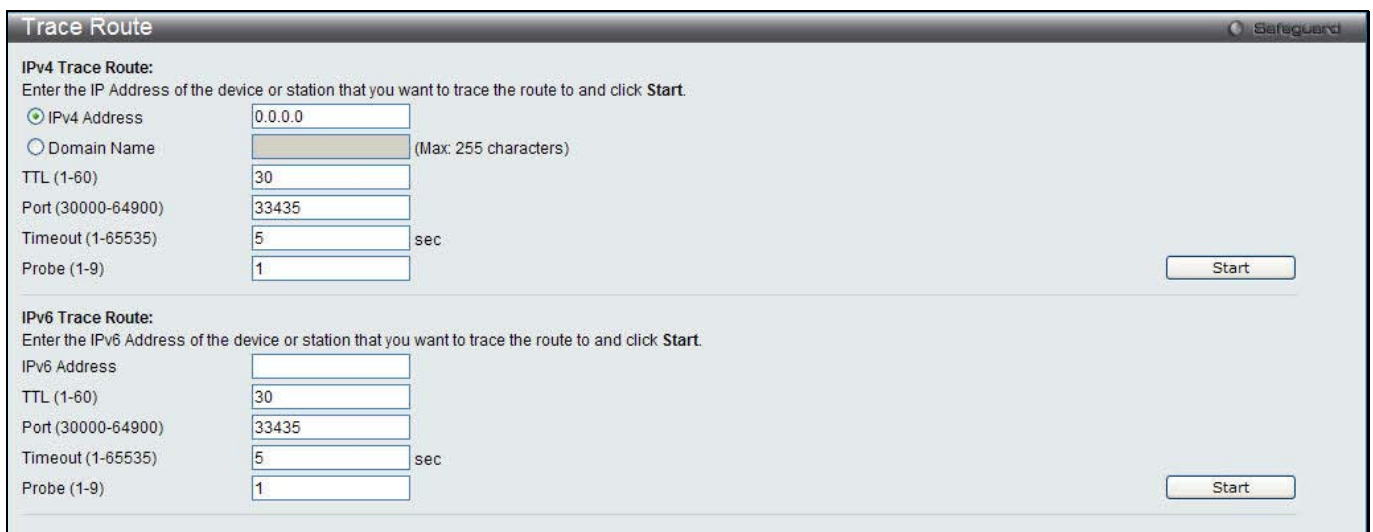 Trace Route
Safeguard
IPv4 Trace Route:
Enter the IP Address of the device or station that you want to trace the route to and click Start.
IPv4 Address 0.0.0.0
Domain Name (Max: 255 characters)
TTL (1-60) 30
Port (30000-64900) 33435
Timeout (1-65535) 5 sec
Probe (1-9) 1 Start
IPv6 Trace Route:
Enter the IPv6 Address of the device or station that you want to trace the route to and click Start.
IPv6 Address
TTL (1-60) 30
Port (30000-64900) 33435
Timeout (1-65535) 5 sec
Probe (1-9) 1 Start